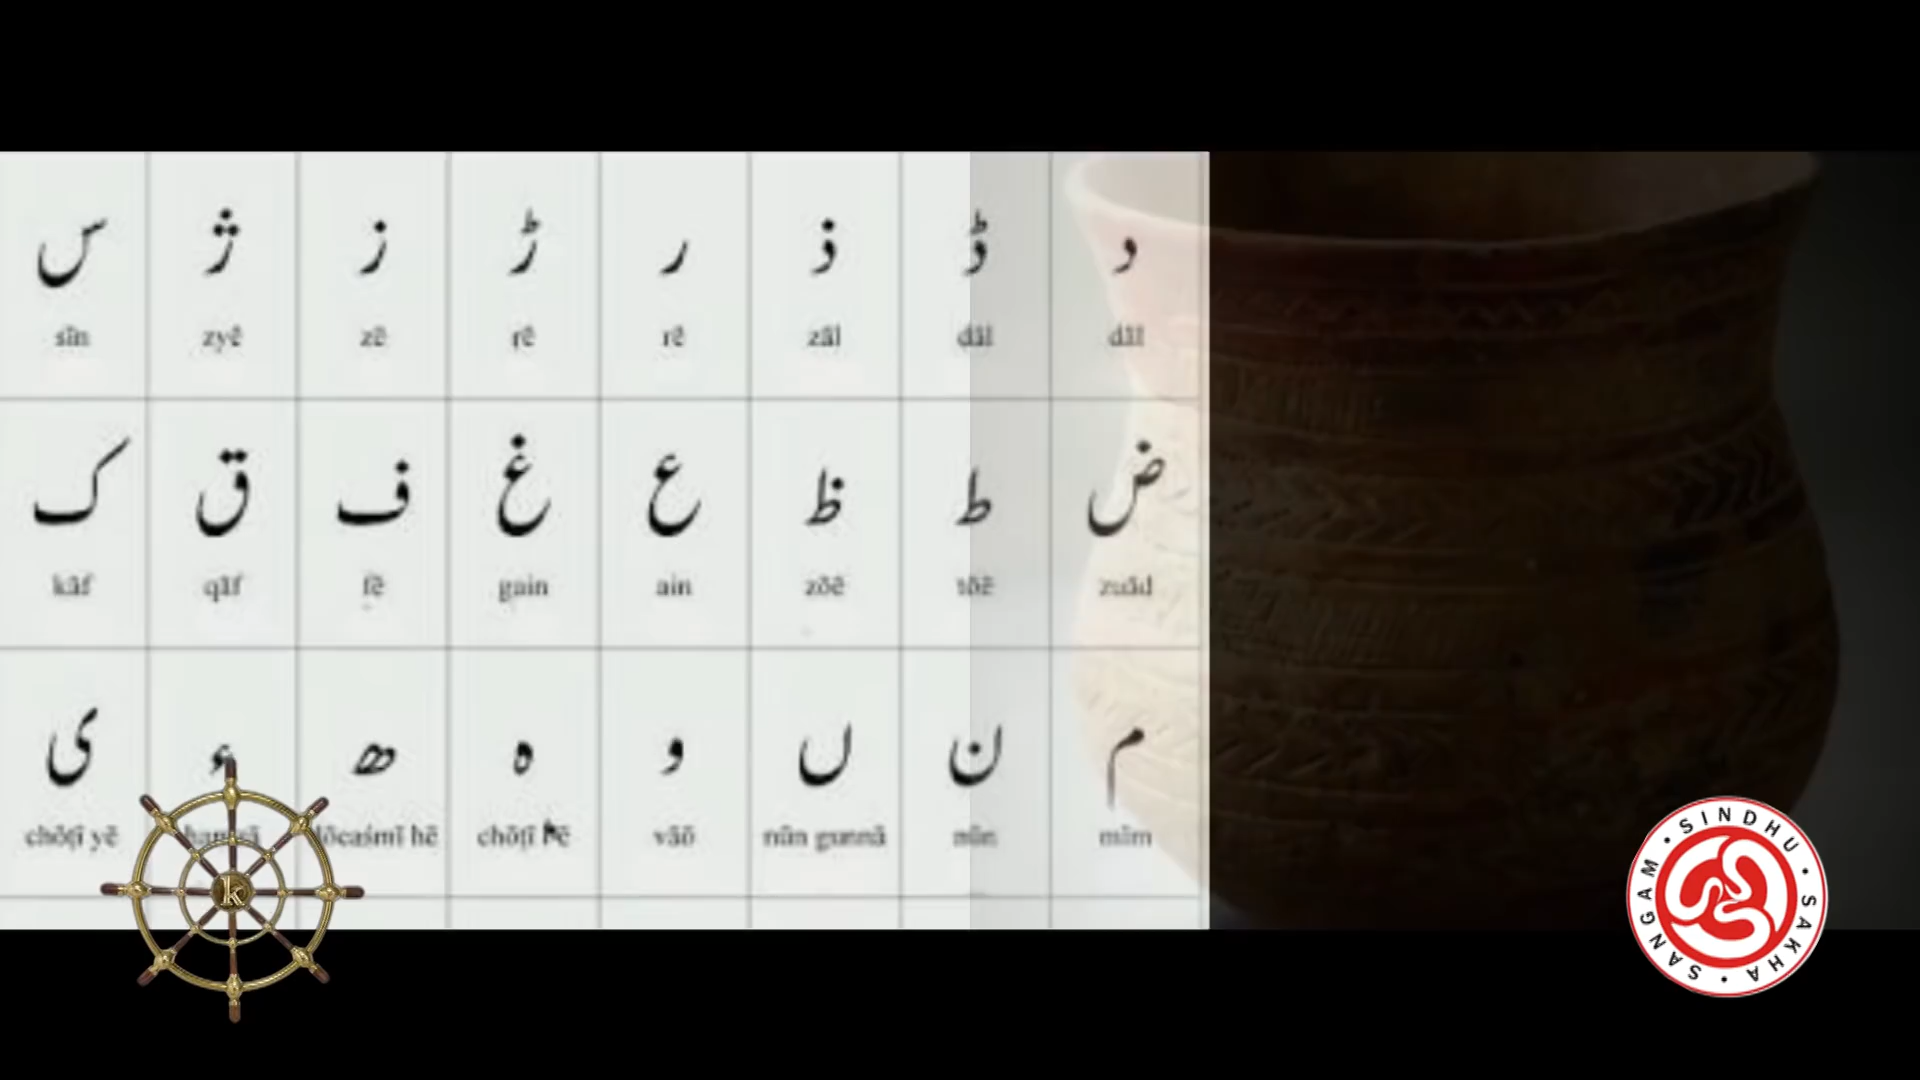 د ڈ ذ ر ڑ ز ژ س
dāl ḍāl zāl rē ṛē zē zyē sīn
ض ط ظ ع غ ف ق ک
zuād tōē zōē ain gain fē qāf kāf
م ن ں و ہ ھ ء ی
mīm nūn nūn gunnā vāō chōṭī hē dōcaśmī hē chōṭī yē
k
SANGAM • SINDHU • SAKHA •